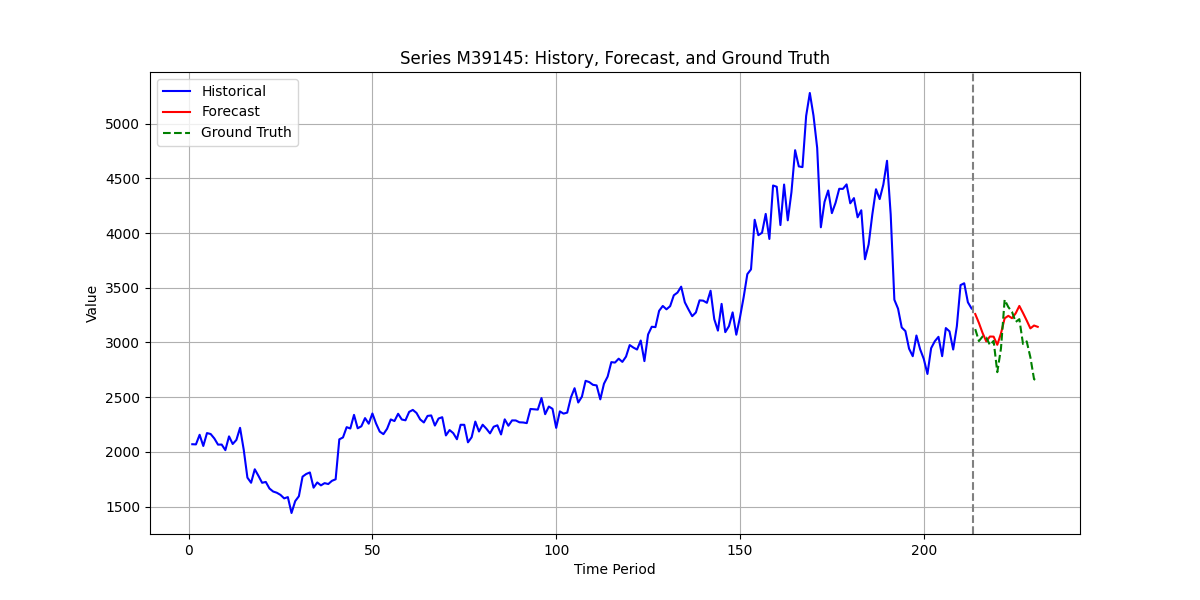 Series M39145: History, Forecast, and Ground Truth
Historical
Forecast
Ground Truth
5000
4500
4000
3500
3000
2500
2000
1500
Value
0 50 100 150 200
Time Period